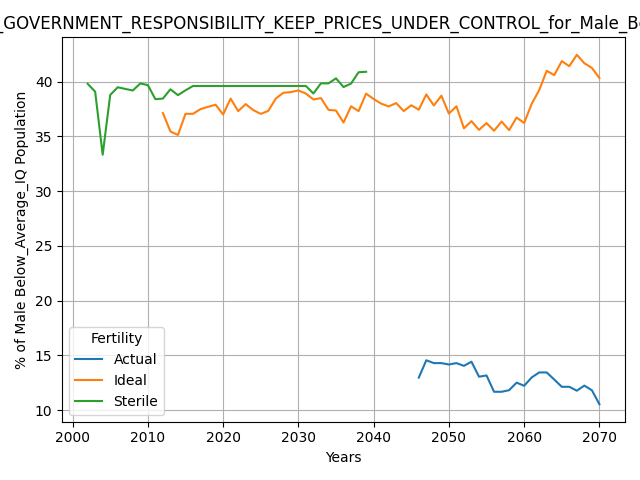 _GOVERNMENT_RESPONSIBILITY_KEEP_PRICES_UNDER_CONTROL_for_Male_Be
% of Male Below_Average_IQ Population
40
35
30
25
20
15
10
Fertility
Actual
Ideal
Sterile
2000 2010 2020 2030 2040 2050 2060 2070
Years